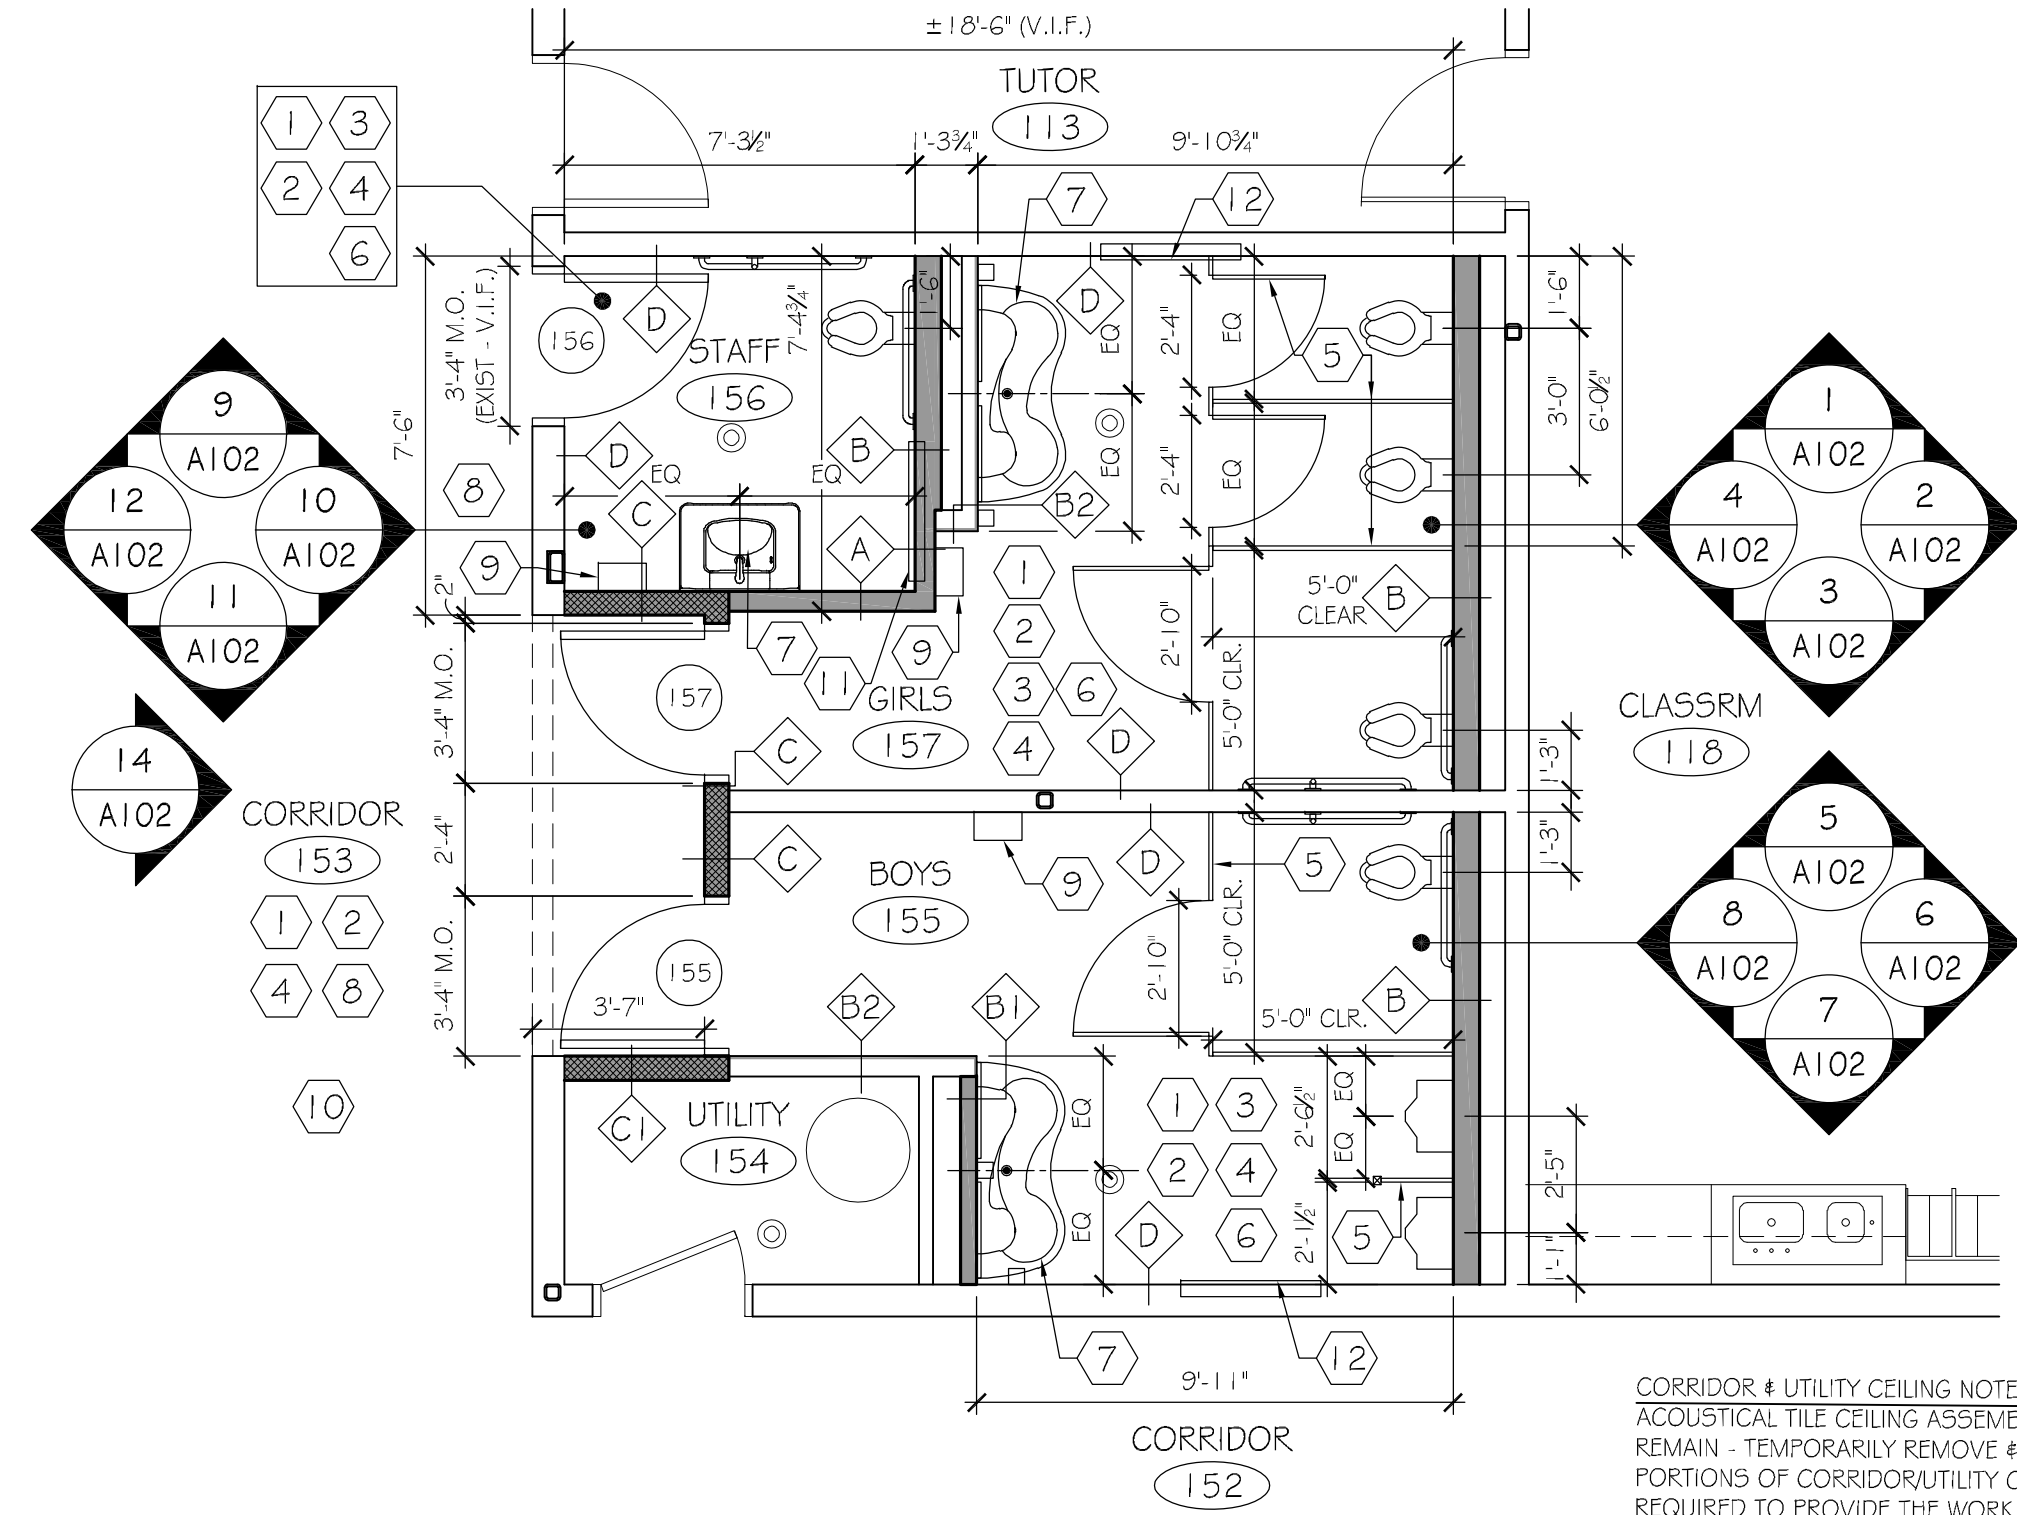 ±18'-6" (V.I.F.)
TUTOR
113
7'-3½"
1'-3¾"
9'-10¾"
1 3
2 4
6
7
12
D
D
156
3'-4" M.O.
(EXIST - V.I.F.)
7'-6"
STAFF
156
7'-4¾"
1'-6"
EQ
EQ
2'-4"
2'-4"
EQ
EQ
5
1'-6"
3'-0"
6'-0½"
9
A102
12
A102
10
A102
11
A102
8
D
EQ
EQ
B
C
B2
A
9
2"
1
A102
4
A102
2
A102
3
A102
1
2
3 6
4
5'-0"
CLEAR
B
2'-10"
7
11
9
3'-4" M.O.
157
GIRLS
157
C
D
5'-0" CLR.
1'-3"
CLASSRM
118
14
A102
CORRIDOR
153
1 2
4 8
10
2'-4"
C
BOYS
155
9
D
5
1'-3"
5
A102
8
A102
6
A102
7
A102
3'-4" M.O.
155
3'-7"
B2
B1
2'-10"
5'-0" CLR.
B
5'-0" CLR.
UTILITY
154
C1
EQ
EQ
1 3
2 4
6
D
2'-6½"
EQ
EQ
2'-1½"
5
2'-5"
1'-1"
7
12
9'-11"
CORRIDOR
152
CORRIDOR & UTILITY CEILING NOTE
ACOUSTICAL TILE CEILING
REMAIN - TEMPORARILY REMOVE &
PORTIONS OF CORRIDOR/UTILITY
REQUIRED TO PROVIDE THE WORK